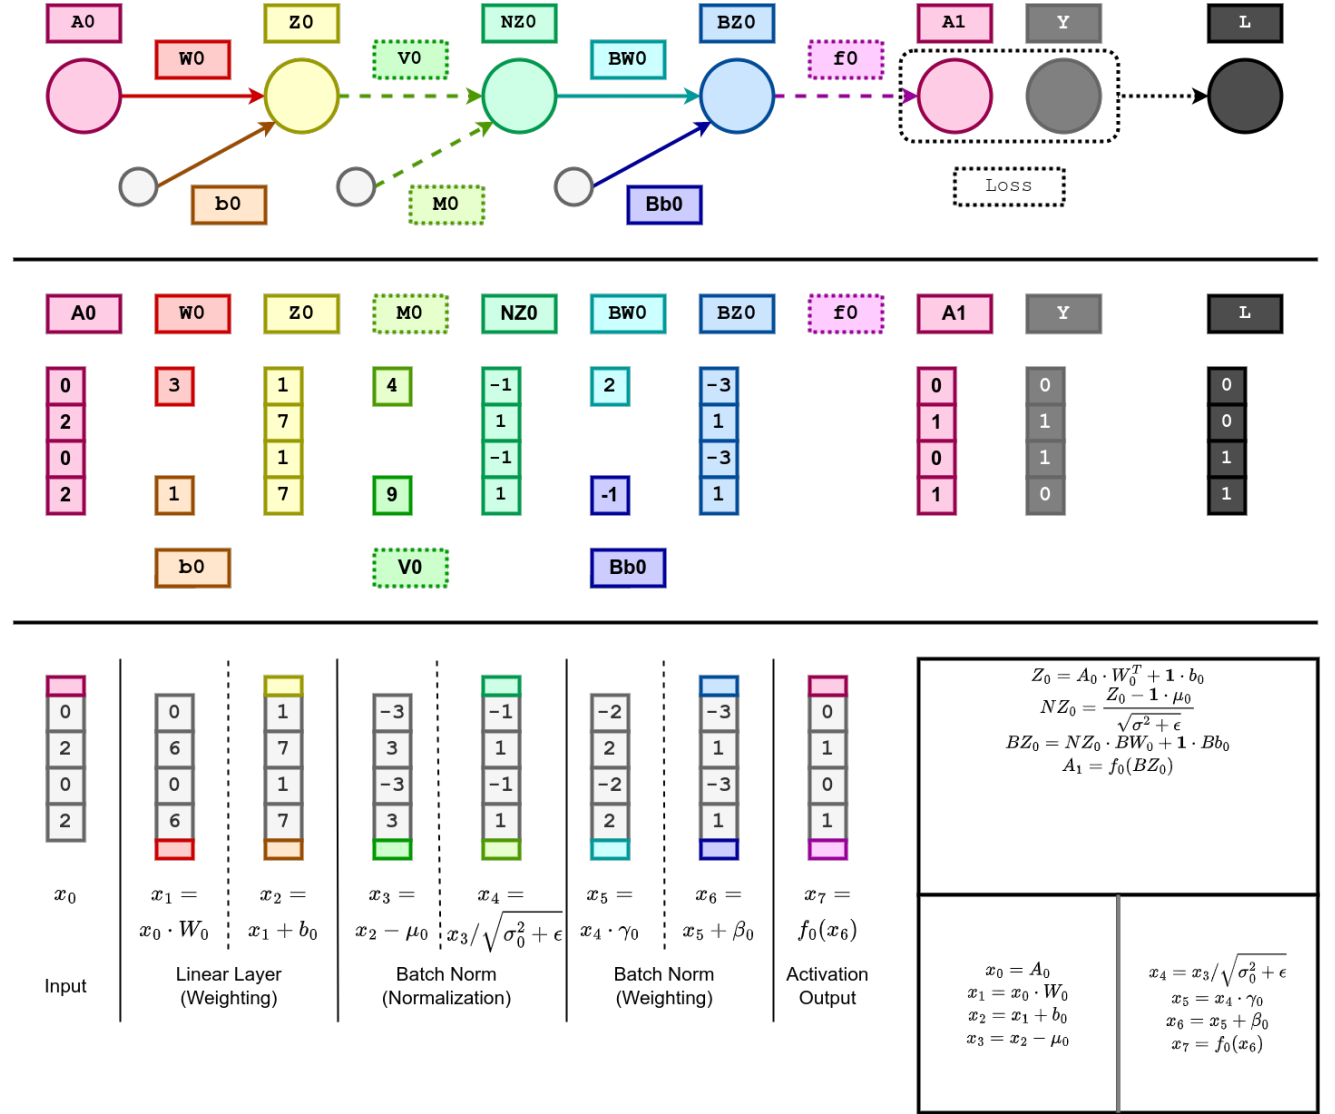 A0 Z0 NZ0 BZ0 A1 Y L
W0 V0 BW0 f0
b0 M0 Bb0 Loss
A0 W0 Z0 M0 NZ0 BW0 BZ0 f0 A1 Y L
0 3 1 4 -1 2 -3 0 0 0
2 7 1 1 1 1 0
0 1 -1 -3 0 1 1
2 1 7 9 1 -1 1 1 0 1
b0 V0 Bb0
0 0 1 -3 -1 -2 -3 0
2 6 7 3 1 2 1 1
0 0 1 -3 -1 -2 -3 0
2 6 7 3 1 2 1 1
x₀ x₁ = x₂ = x₃ = x₄ = x₅ = x₆ = x₇ =
x₀ · W₀ x₁ + b₀ x₂ − μ₀ x₃/√(σ₀² + ϵ) x₄ · γ₀ x₅ + β₀ f₀(x₆)
Input Linear Layer Batch Norm Batch Norm Activation
(Weighting) (Normalization) (Weighting) Output
Z₀ = A₀ · W₀ᵀ + 1 · b₀
NZ₀ = (Z₀ − 1 · μ₀)/√(σ² + ϵ)
BZ₀ = NZ₀ · BW₀ + 1 · Bb₀
A₁ = f₀(BZ₀)
x₀ = A₀
x₁ = x₀ · W₀
x₂ = x₁ + b₀
x₃ = x₂ − μ₀
x₄ = x₃/√(σ₀² + ϵ)
x₅ = x₄ · γ₀
x₆ = x₅ + β₀
x₇ = f₀(x₆)